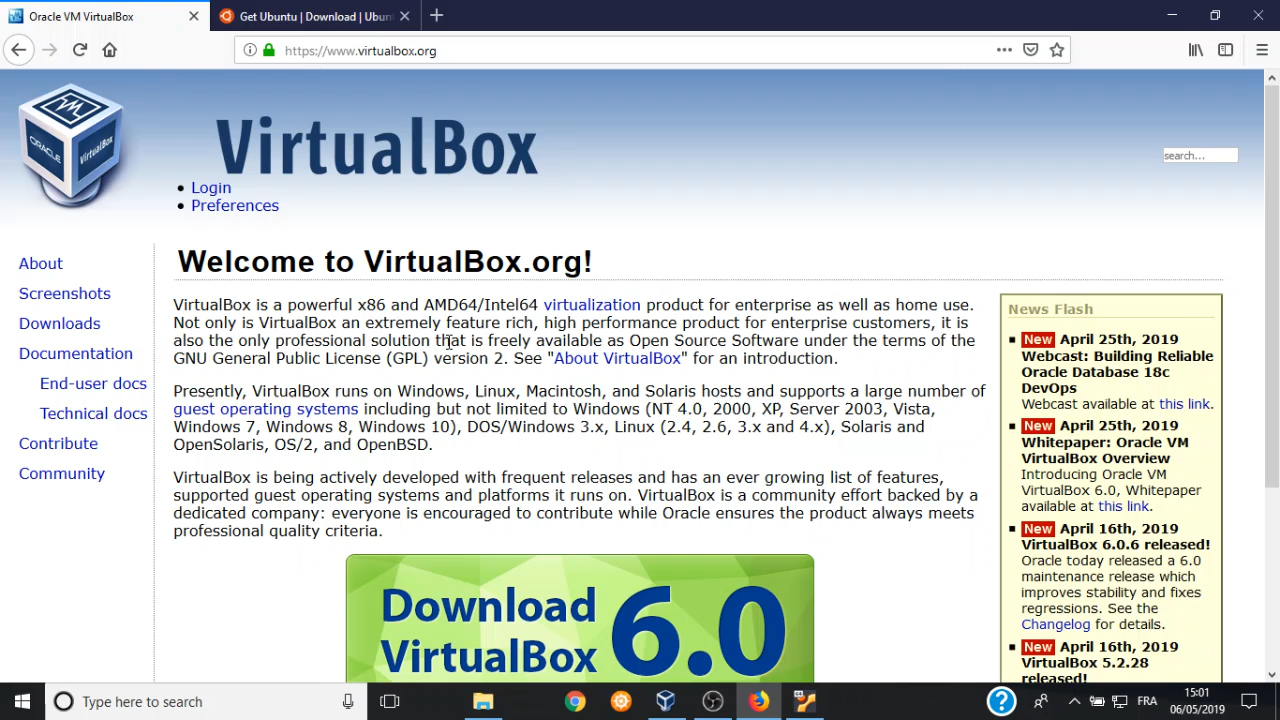 Oracle VM VirtualBox
Get Ubuntu | Download | Ubun
https://www.virtualbox.org
ORACLE
VirtualBox
VirtualBox
search...
Login
Preferences
About
Screenshots
Downloads
Documentation
End-user docs
Technical docs
Contribute
Community
Welcome to VirtualBox.org!
VirtualBox is a powerful x86 and AMD64/Intel64 virtualization product for enterprise as well as home use.
Not only is VirtualBox an extremely feature rich, high performance product for enterprise customers, it is
also the only professional solution that is freely available as Open Source Software under the terms of the
GNU General Public License (GPL) version 2. See "About VirtualBox" for an introduction.
Presently, VirtualBox runs on Windows, Linux, Macintosh, and Solaris hosts and supports a large number of
guest operating systems including but not limited to Windows (NT 4.0, 2000, XP, Server 2003, Vista,
Windows 7, Windows 8, Windows 10), DOS/Windows 3.x, Linux (2.4, 2.6, 3.x and 4.x), Solaris and
OpenSolaris, OS/2, and OpenBSD.
VirtualBox is being actively developed with frequent releases and has an ever growing list of features,
supported guest operating systems and platforms it runs on. VirtualBox is a community effort backed by a
dedicated company: everyone is encouraged to contribute while Oracle ensures the product always meets
professional quality criteria.
Download
VirtualBox
6.0
News Flash
New April 25th, 2019
Webcast: Building Reliable
Oracle Database 18c
DevOps
Webcast available at this link.
New April 25th, 2019
Whitepaper: Oracle VM
VirtualBox Overview
Introducing Oracle VM
VirtualBox 6.0, Whitepaper
available at this link.
New April 16th, 2019
VirtualBox 6.0.6 released!
Oracle today released a 6.0
maintenance release which
improves stability and fixes
regressions. See the
Changelog for details.
New April 16th, 2019
VirtualBox 5.2.28
released!
Type here to search
FRA
15:01
06/05/2019